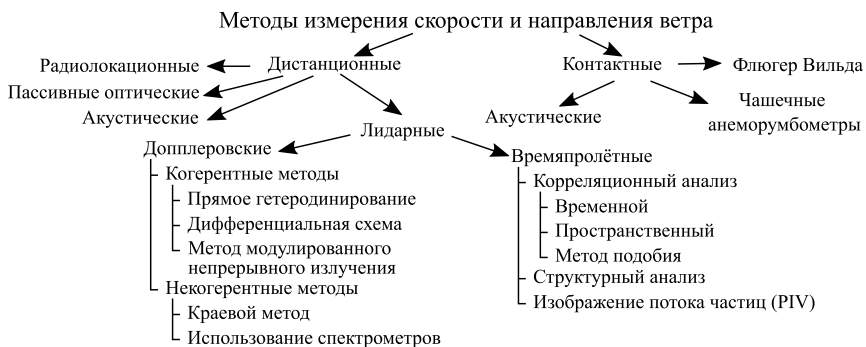 Методы измерения скорости и направления ветра
Дистанционные
Контактные
Радиолокационные
Пассивные оптические
Акустические
Лидарные
Акустические
Флюгер Вильда
Чашечные
анеморумбометры
Допплеровские
Когерентные методы
Прямое гетеродинирование
Дифференциальная схема
Метод модулированного
непрерывного излучения
Некогерентные методы
Краевой метод
Использование спектрометров
Времяпролётные
Корреляционный анализ
Временной
Пространственный
Метод подобия
Структурный анализ
Изображение потока частиц (PIV)